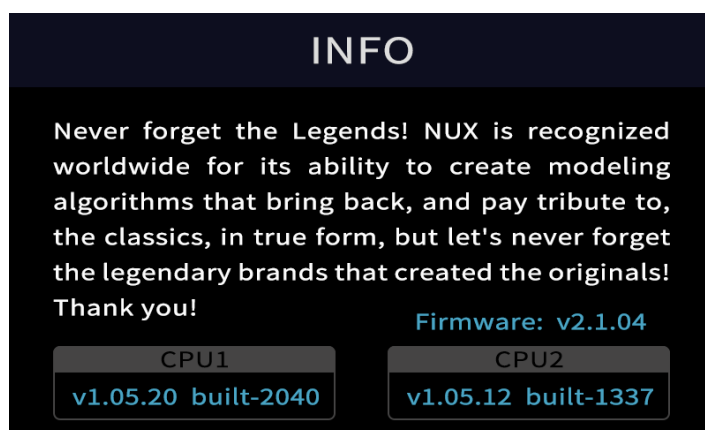 INFO
Never forget the Legends! NUX is recognized
worldwide for its ability to create modeling
algorithms that bring back, and pay tribute to,
the classics, in true form, but let's never forget
the legendary brands that created the originals!
Thank you!
Firmware: v2.1.04
CPU1
v1.05.20 built-2040
CPU2
v1.05.12 built-1337